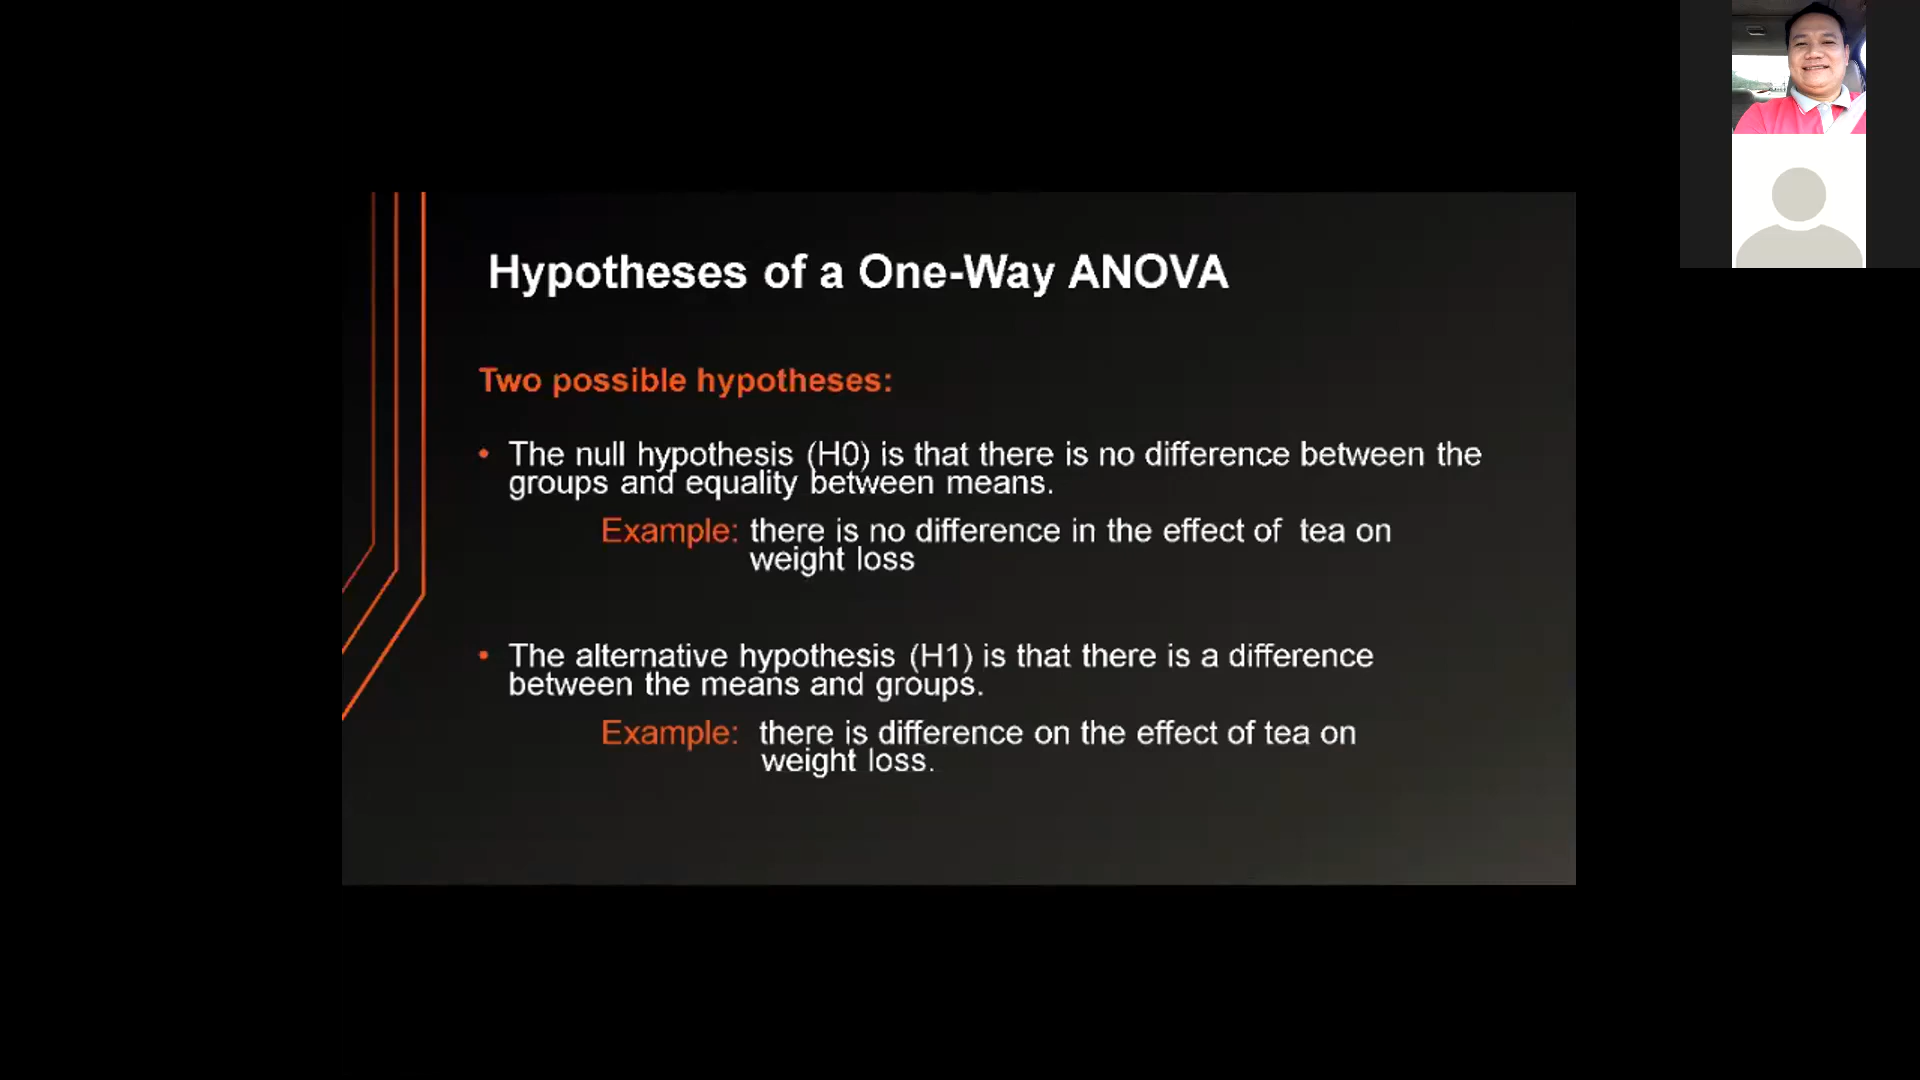 Hypotheses of a One-Way ANOVA
Two possible hypotheses:
• The null hypothesis (H0) is that there is no difference between the
groups and equality between means.
Example: there is no difference in the effect of  tea on
weight loss
• The alternative hypothesis (H1) is that there is a difference
between the means and groups.
Example:  there is difference on the effect of tea on
weight loss.